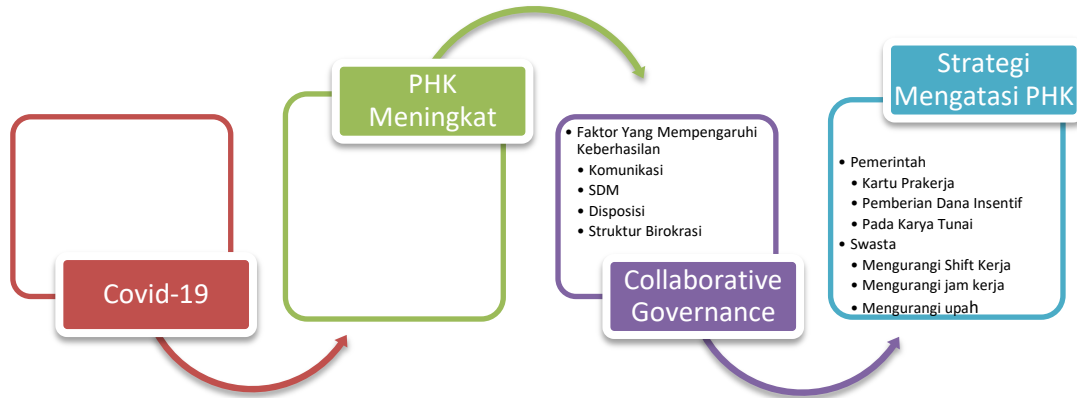 Covid-19
PHK
Meningkat
• Faktor Yang Mempengaruhi
Keberhasilan
• Komunikasi
• SDM
• Disposisi
• Struktur Birokrasi
Collaborative
Governance
Strategi
Mengatasi PHK
• Pemerintah
• Kartu Prakerja
• Pemberian Dana Insentif
• Pada Karya Tunai
• Swasta
• Mengurangi Shift Kerja
• Mengurangi jam kerja
• Mengurangi upah